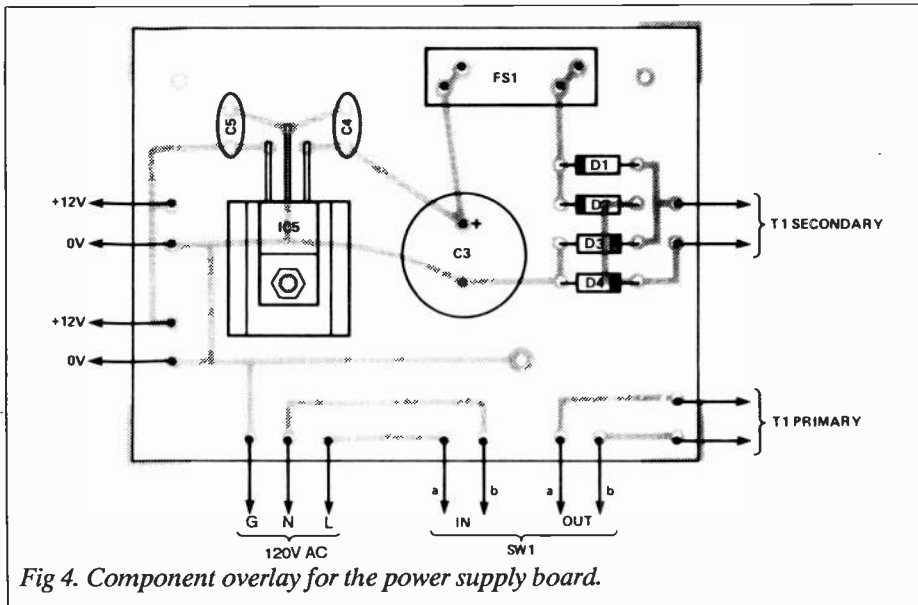 FS1
C5
C4
D1
D2
+12V
T1 SECONDARY
IC5
+
0V
C3
D3
D4
+12V
0V
T1 PRIMARY
a
b
a
b
G N L
IN
OUT
120V AC
SW1
Fig 4. Component overlay for the power supply board.